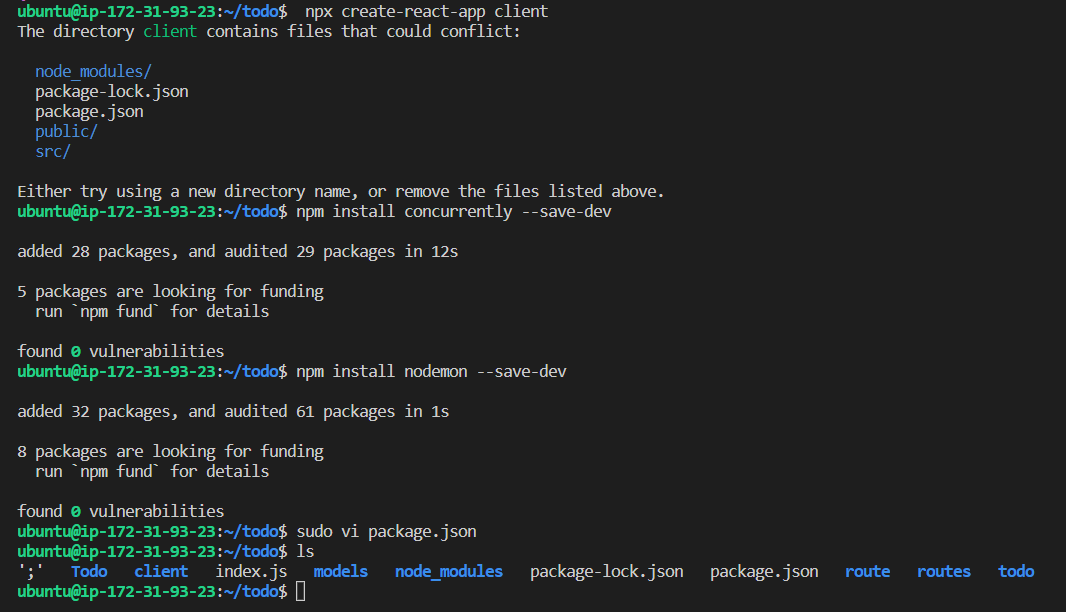 ubuntu@ip-172-31-93-23:~/todo$  npx create-react-app client
The directory client contains files that could conflict:
  node_modules/
  package-lock.json
  package.json
  public/
  src/
Either try using a new directory name, or remove the files listed above.
ubuntu@ip-172-31-93-23:~/todo$ npm install concurrently --save-dev
added 28 packages, and audited 29 packages in 12s
5 packages are looking for funding
  run `npm fund` for details
found 0 vulnerabilities
ubuntu@ip-172-31-93-23:~/todo$ npm install nodemon --save-dev
added 32 packages, and audited 61 packages in 1s
8 packages are looking for funding
  run `npm fund` for details
found 0 vulnerabilities
ubuntu@ip-172-31-93-23:~/todo$ sudo vi package.json
ubuntu@ip-172-31-93-23:~/todo$ ls
';'   Todo   client   index.js   models   node_modules   package-lock.json   package.json   route   routes   todo
ubuntu@ip-172-31-93-23:~/todo$